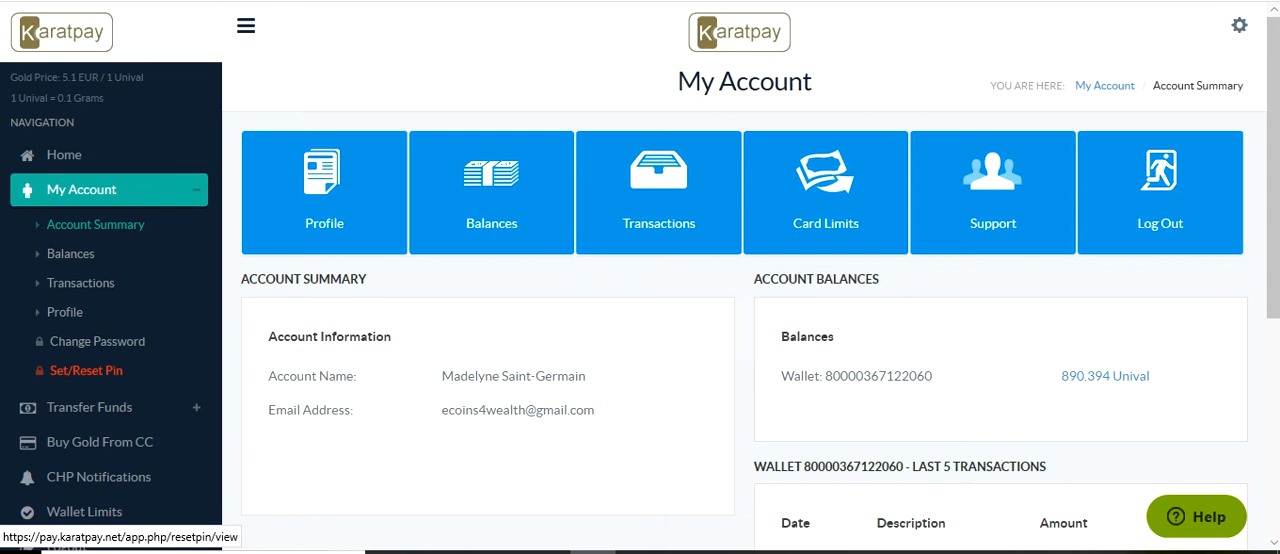 Karatpay
Karatpay
Gold Price: 5.1 EUR / 1 Unival
1 Unival = 0.1 Grams
NAVIGATION
Home
My Account
Account Summary
Balances
Transactions
Profile
Change Password
Set/Reset Pin
Transfer Funds
Buy Gold From CC
CHP Notifications
Wallet Limits
https://pay.karatpay.net/app.php/resetpin/view
My Account
YOU ARE HERE: My Account / Account Summary
Profile
Balances
Transactions
Card Limits
Support
Log Out
ACCOUNT SUMMARY
Account Information
Account Name: Madelyne Saint-Germain
Email Address: ecoins4wealth@gmail.com
ACCOUNT BALANCES
Balances
Wallet: 80000367122060 890.394 Unival
WALLET 80000367122060 - LAST 5 TRANSACTIONS
Date Description Amount
Help